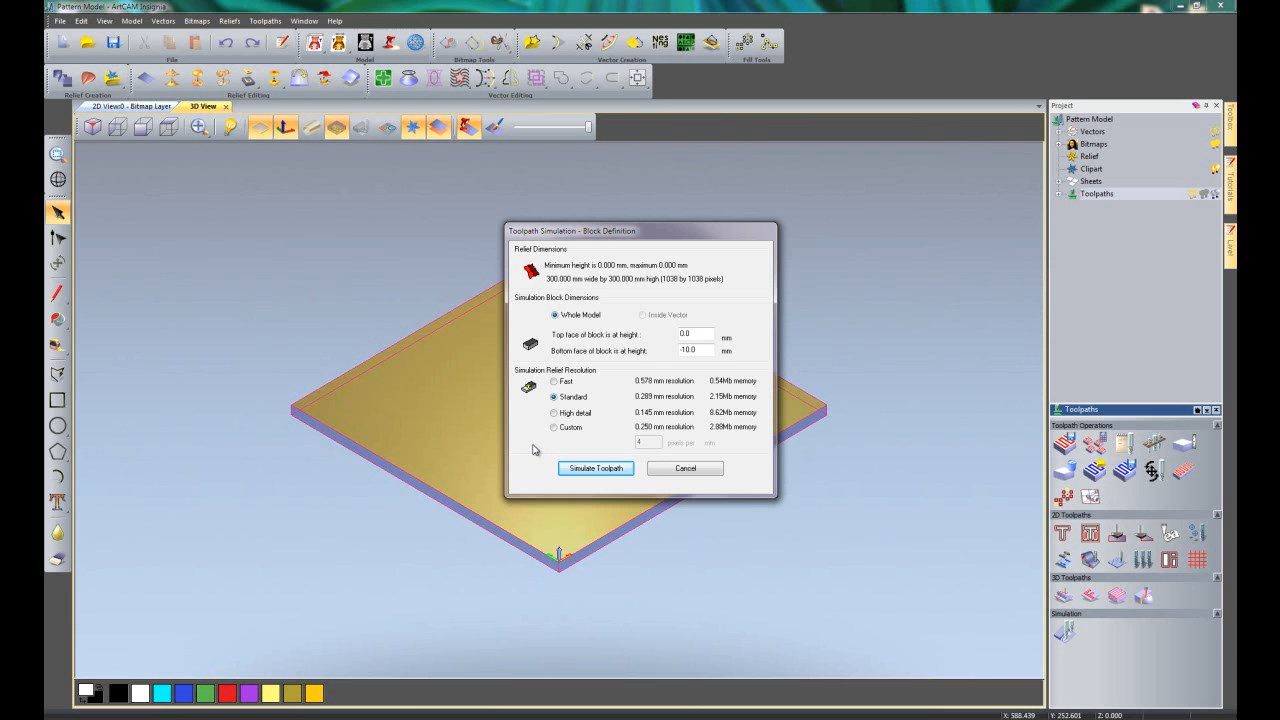 Pattern Model - ArtCAM Insignia
File Edit View Model Vectors Bitmaps Reliefs Toolpaths Window Help
File Model Bitmap Tools Vector Creation Fill Tools
Relief Creation Relief Editing Vector Editing
2D View:0 - Bitmap Layer 3D View x
Project
Pattern Model
Vectors
Bitmaps
Relief
Clipart
Sheets
Toolpaths
Toolbox
Tutorials
Layer
Toolpath Simulation - Block Definition
Relief Dimensions
Minimum height is 0.000 mm, maximum 0.000 mm
300.000 mm wide by 300.000 mm high (1038 by 1038 pixels)
Simulation Block Dimensions
Whole Model Inside Vector
Top face of block is at height : 0.0 mm
Bottom face of block is at height: -10.0 mm
Simulation Relief Resolution
Fast 0.578 mm resolution 0.54Mb memory
Standard 0.289 mm resolution 2.15Mb memory
High detail 0.145 mm resolution 8.62Mb memory
Custom 0.250 mm resolution 2.88Mb memory
4 pixels per mm
Simulate Toolpath Cancel
Toolpaths
Toolpath Operations
2D Toolpaths
3D Toolpaths
Simulation
X: 588.439 Y: 252.601 Z: 0.000